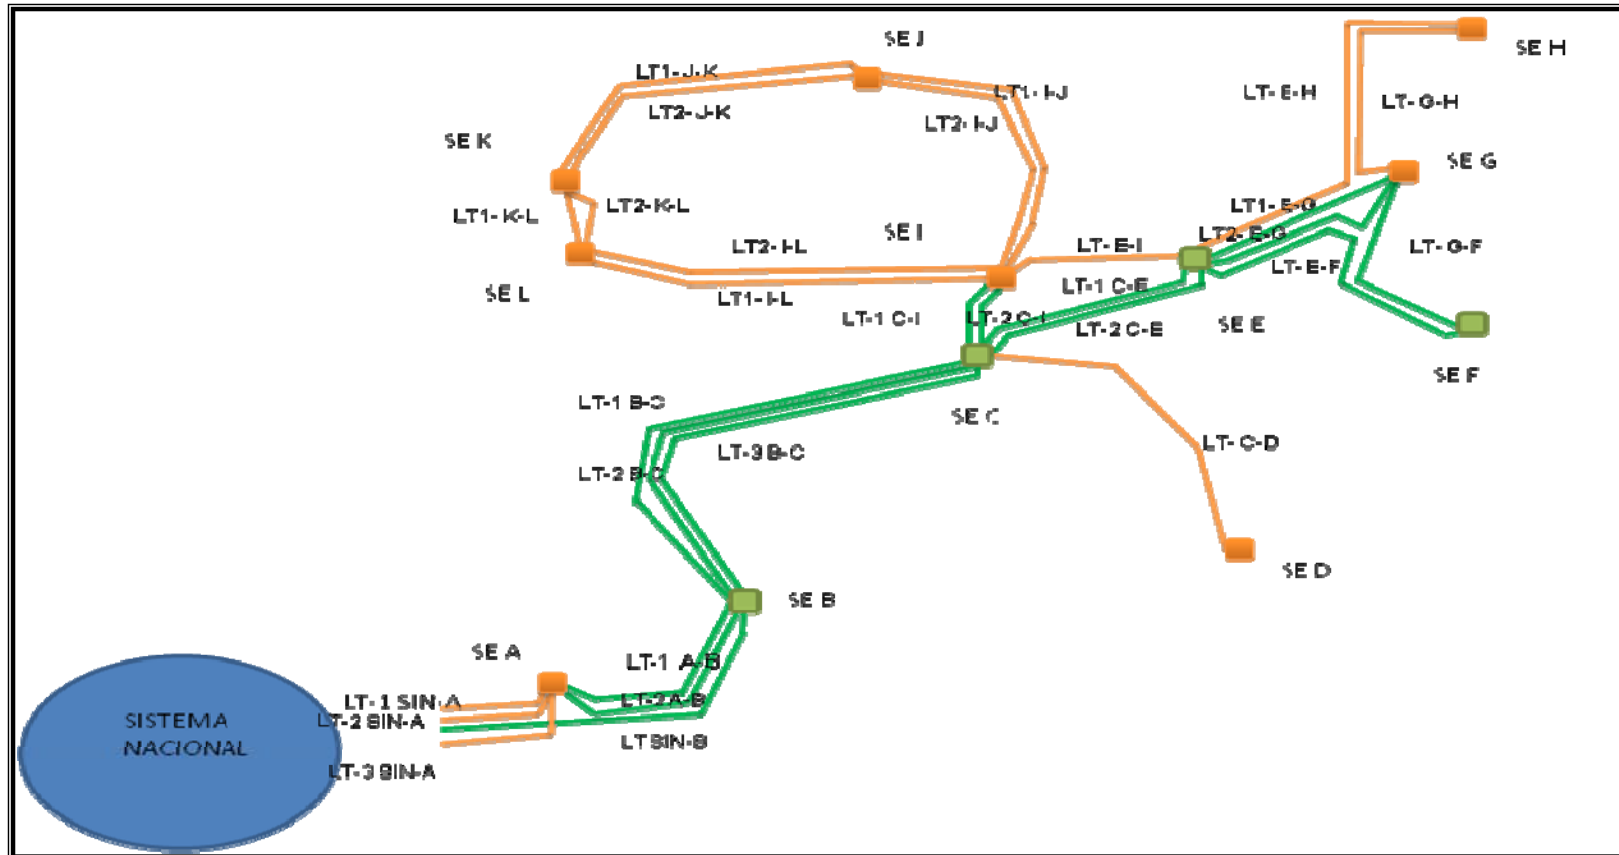 SE J
SE H
LT1-J-K
LT1-I-J
LT-E-H
LT-G-H
LT2-J-K
LT2-I-J
SE K
SE G
LT1-K-L
LT2-K-L
LT1-E-G
SE I
LT2-E-G
LT2-I-L
LT-E-I
LT-G-F
LT-E-F
SE L
LT1-I-L
LT-1 C-E
LT-1 C-I
LT-2 C-I
LT-2 C-E
SE E
SE F
LT-1 B-C
SE C
LT-3 B-C
LT-C-D
LT-2 B-C
SE D
SE B
SE A
LT-1 A-B
LT-1 SIN-A
LT-2 A-B
LT-2 SIN-A
SISTEMA
NACIONAL
LT SIN-B
LT-3 SIN-A